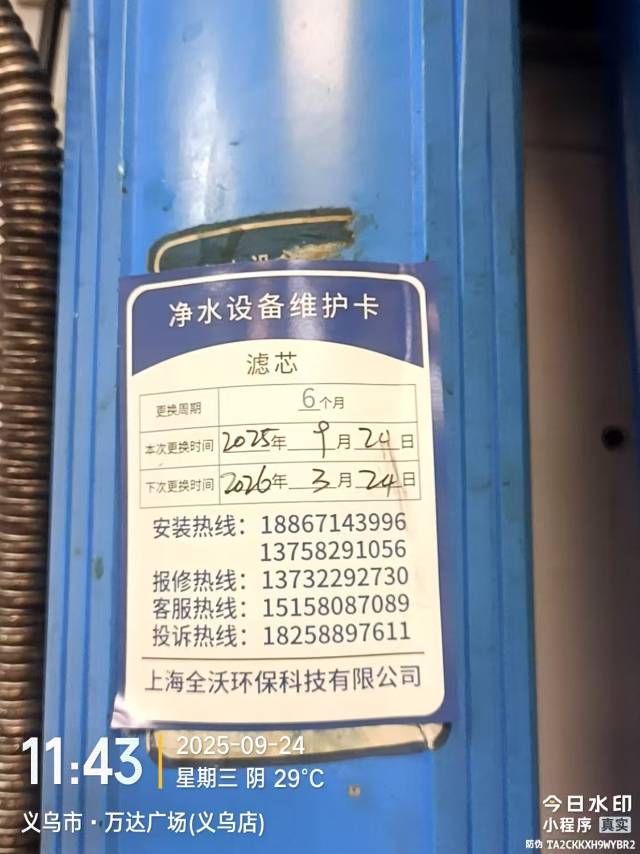 净水设备维护卡
滤芯
更换周期 6个月
本次更换时间 2025年 9月 24日
下次更换时间 2026年 3月 24日
安装热线：18867143996
13758291056
报修热线：13732292730
客服热线：15158087089
投诉热线：18258897611
上海全沃环保科技有限公司
11:43
2025-09-24
星期三 阴 29°C
义乌市·万达广场(义乌店)
今日水印
小程序 真实
防伪 TA2CKKXH9WYBR2